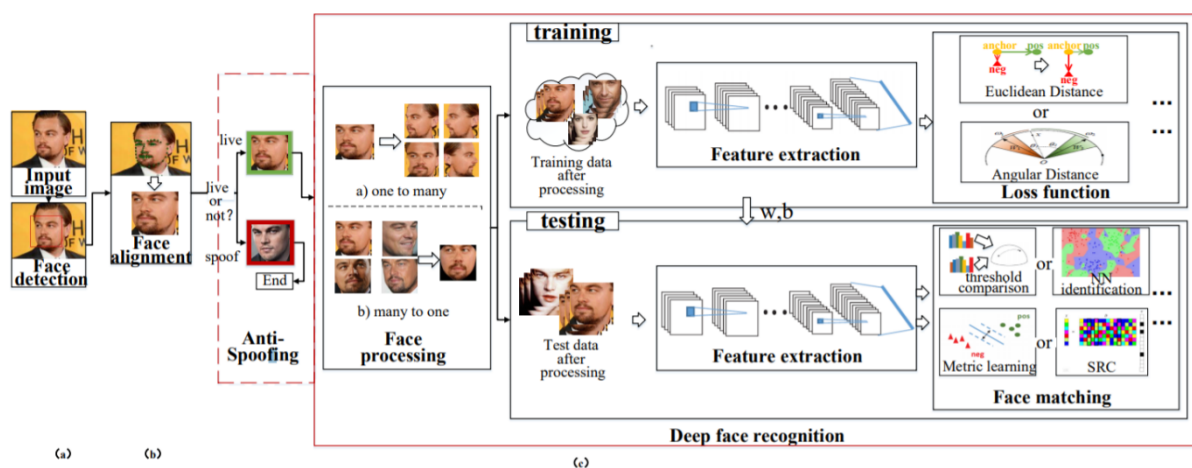 Input
image
Face
detection
Face
alignment
live
live
or
not?
spoof
End
Anti-
Spoofing
a) one to many
b) many to one
Face
processing
training
Training data
after
processing
Feature extraction
anchor
pos
neg
anchor
pos
neg
Euclidean Distance
or
Angular Distance
Loss function
...
...
w,b
testing
Test data
after
processing
Feature extraction
threshold
comparison
or
NN
identification
...
pos
neg
Metric learning
or
SRC
...
Face matching
Deep face recognition
(a)
(b)
(c)